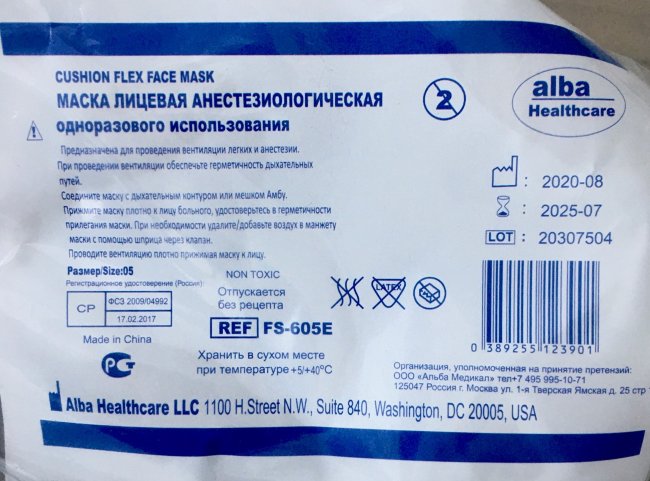 CUSHION FLEX FACE MASK
МАСКА ЛИЦЕВАЯ АНЕСТЕЗИОЛОГИЧЕСКАЯ
одноразового использования
2
alba
Healthcare
Предназначена для проведения вентиляции легких и анестезии.
При проведении вентиляции обеспечьте герметичность дыхательных
путей.
Соедините маску с дыхательным контуром или мешком Амбу.
Прижмите маску плотно к лицу больного, удостоверьтесь в герметичности
прилегания маски. При необходимости удалите/добавьте воздух в манжету
маски с помощью шприца через клапан.
Проводите вентиляцию плотно прижимая маску к лицу.
: 2020-08
: 2025-07
LOT : 20307504
Размер/Size:05
Регистрационное удостоверение (Россия):
СР
ФСЗ 2009/04992
17.02.2017
Made in China
РСТ
NON TOXIC
Отпускается
без рецепта
LATEX
REF FS-605E
Хранить в сухом месте
при температуре +5/+40°C
0 389255 123901
Организация, уполномоченная на принятие претензий:
ООО «Альба Медикал» тел+7 495 995-10-71
125047 Россия г. Москва ул. 1-я Тверская Ямская д. 25 стр 1
Alba Healthcare LLC 1100 H.Street N.W., Suite 840, Washington, DC 20005, USA